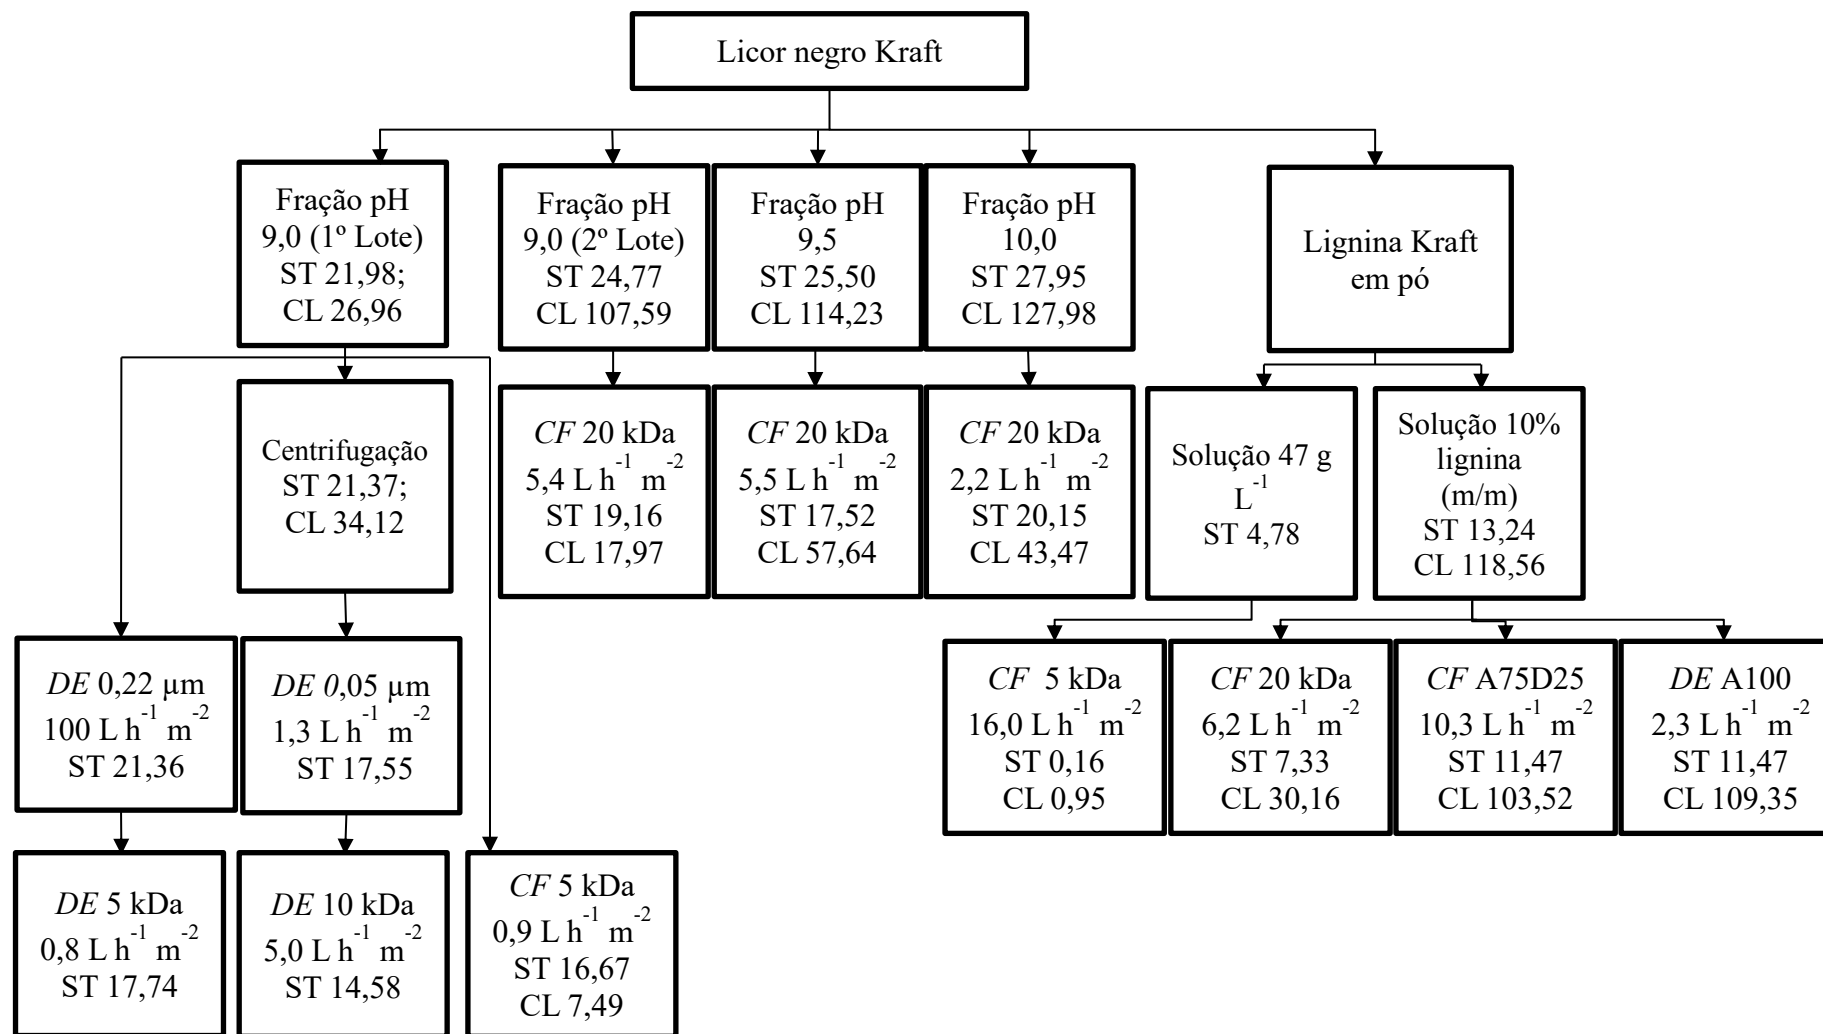 Licor negro Kraft
Fração pH
9,0 (1º Lote)
ST 21,98;
CL 26,96
Fração pH
9,0 (2º Lote)
ST 24,77
CL 107,59
Fração pH
9,5
ST 25,50
CL 114,23
Fração pH
10,0
ST 27,95
CL 127,98
Lignina Kraft
em pó
Centrifugação
ST 21,37;
CL 34,12
CF 20 kDa
5,4 L h⁻¹ m⁻²
ST 19,16
CL 17,97
CF 20 kDa
5,5 L h⁻¹ m⁻²
ST 17,52
CL 57,64
CF 20 kDa
2,2 L h⁻¹ m⁻²
ST 20,15
CL 43,47
Solução 47 g
L⁻¹
ST 4,78
Solução 10%
lignina
(m/m)
ST 13,24
CL 118,56
DE 0,22 µm
100 L h⁻¹ m⁻²
ST 21,36
DE 0,05 µm
1,3 L h⁻¹ m⁻²
ST 17,55
CF 5 kDa
16,0 L h⁻¹ m⁻²
ST 0,16
CL 0,95
CF 20 kDa
6,2 L h⁻¹ m⁻²
ST 7,33
CL 30,16
CF A75D25
10,3 L h⁻¹ m⁻²
ST 11,47
CL 103,52
DE A100
2,3 L h⁻¹ m⁻²
ST 11,47
CL 109,35
DE 5 kDa
0,8 L h⁻¹ m⁻²
ST 17,74
DE 10 kDa
5,0 L h⁻¹ m⁻²
ST 14,58
CF 5 kDa
0,9 L h⁻¹ m⁻²
ST 16,67
CL 7,49